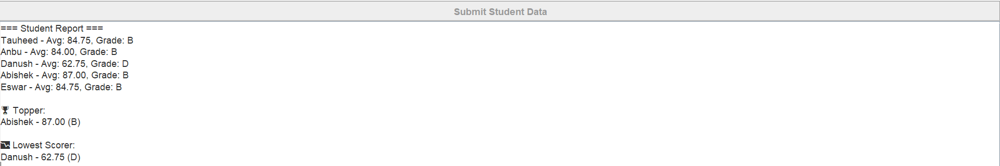 Submit Student Data
=== Student Report ===
Tauheed - Avg: 84.75, Grade: B
Anbu - Avg: 84.00, Grade: B
Danush - Avg: 62.75, Grade: D
Abishek - Avg: 87.00, Grade: B
Eswar - Avg: 84.75, Grade: B
🏆 Topper:
Abishek - 87.00 (B)
📉 Lowest Scorer:
Danush - 62.75 (D)